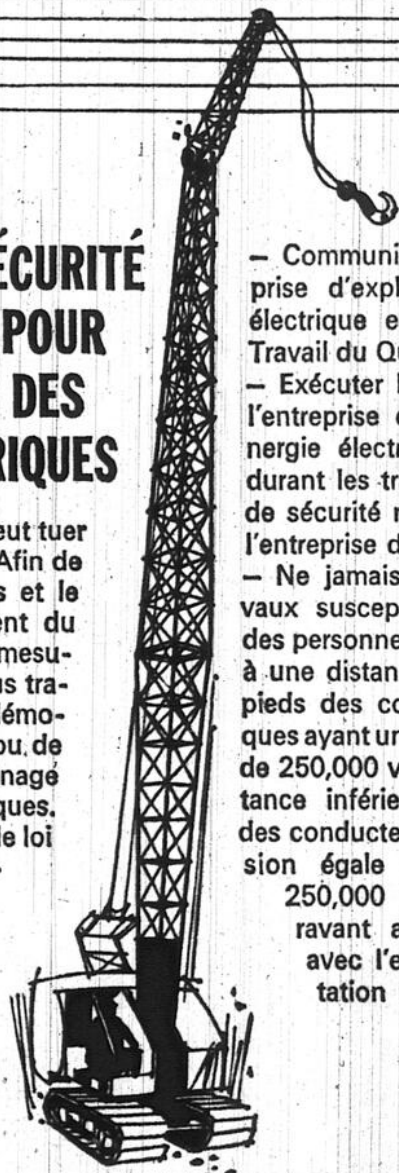 ÉCURITÉ
POUR
DES
RIQUES
eut tuer
Afin de
s et le
ent du
mesu-
us tra-
démo-
ou, de
nage
ques.
e loi
– Communi
prise d'expl
électrique e
Travail du Qu
– Exécuter l
l'entreprise d
nergie électr
durant les tr
de sécurité n
l'entreprise d
– Ne jamais
vaux suscep
des personne
à une distan
pieds des co
ques ayant un
de 250,000 v
tance inférie
des conducte
sion égale
250,000
ravant a
avec l'e
tation